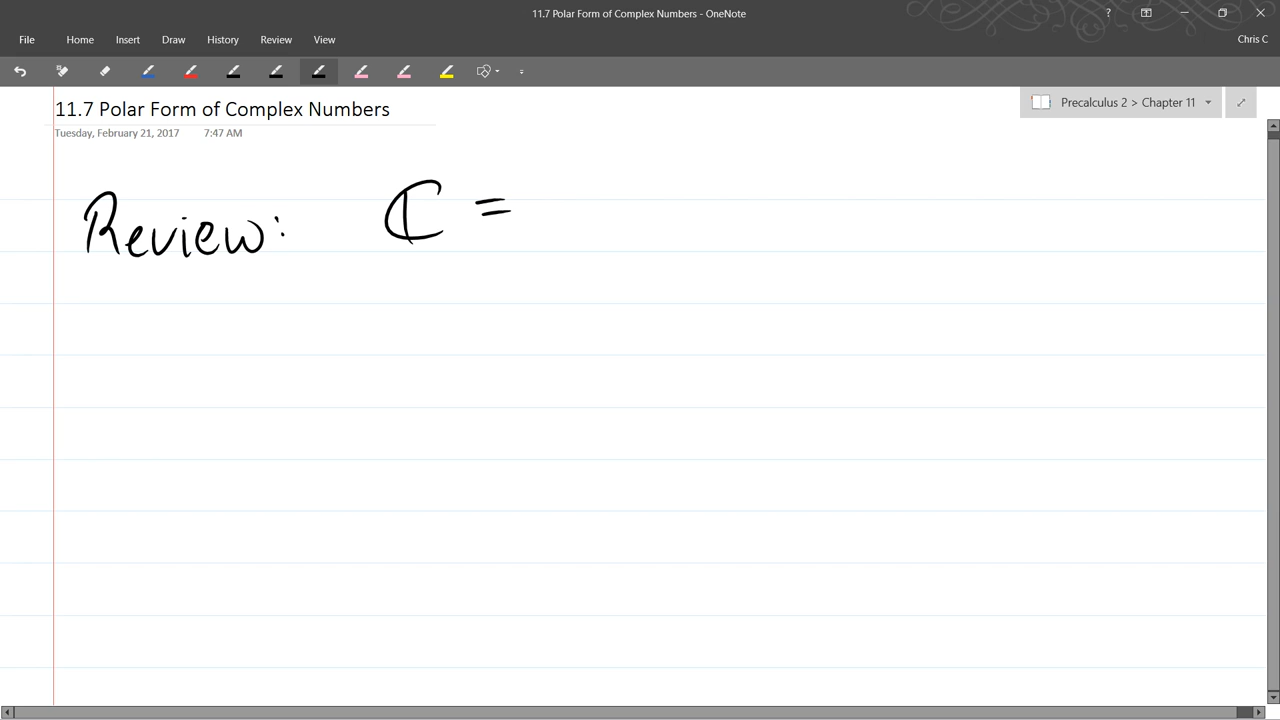 11.7 Polar Form of Complex Numbers - OneNote
?
File Home Insert Draw History Review View
Chris C
11.7 Polar Form of Complex Numbers
Precalculus 2 > Chapter 11
Tuesday, February 21, 2017 7:47 AM
Review: ℂ =